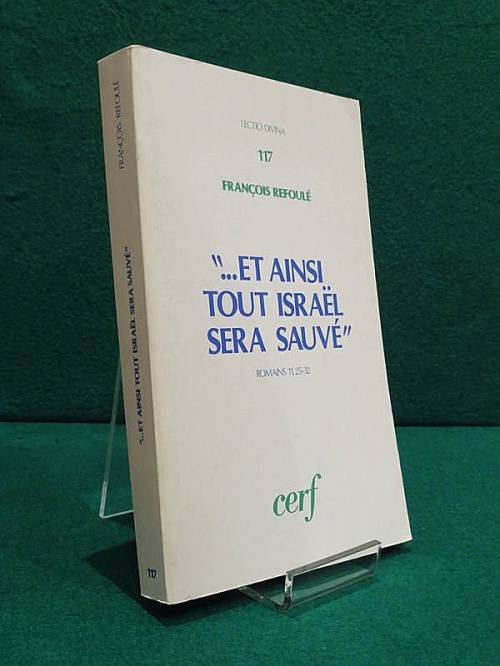 FRANÇOIS REFOULÉ
"...ET AINSI TOUT ISRAËL SERA SAUVÉ"
117
LECTIO DIVINA
117
FRANÇOIS REFOULÉ
"...ET AINSI
TOUT ISRAËL
SERA SAUVÉ"
ROMAINS 11,25-32
cerf